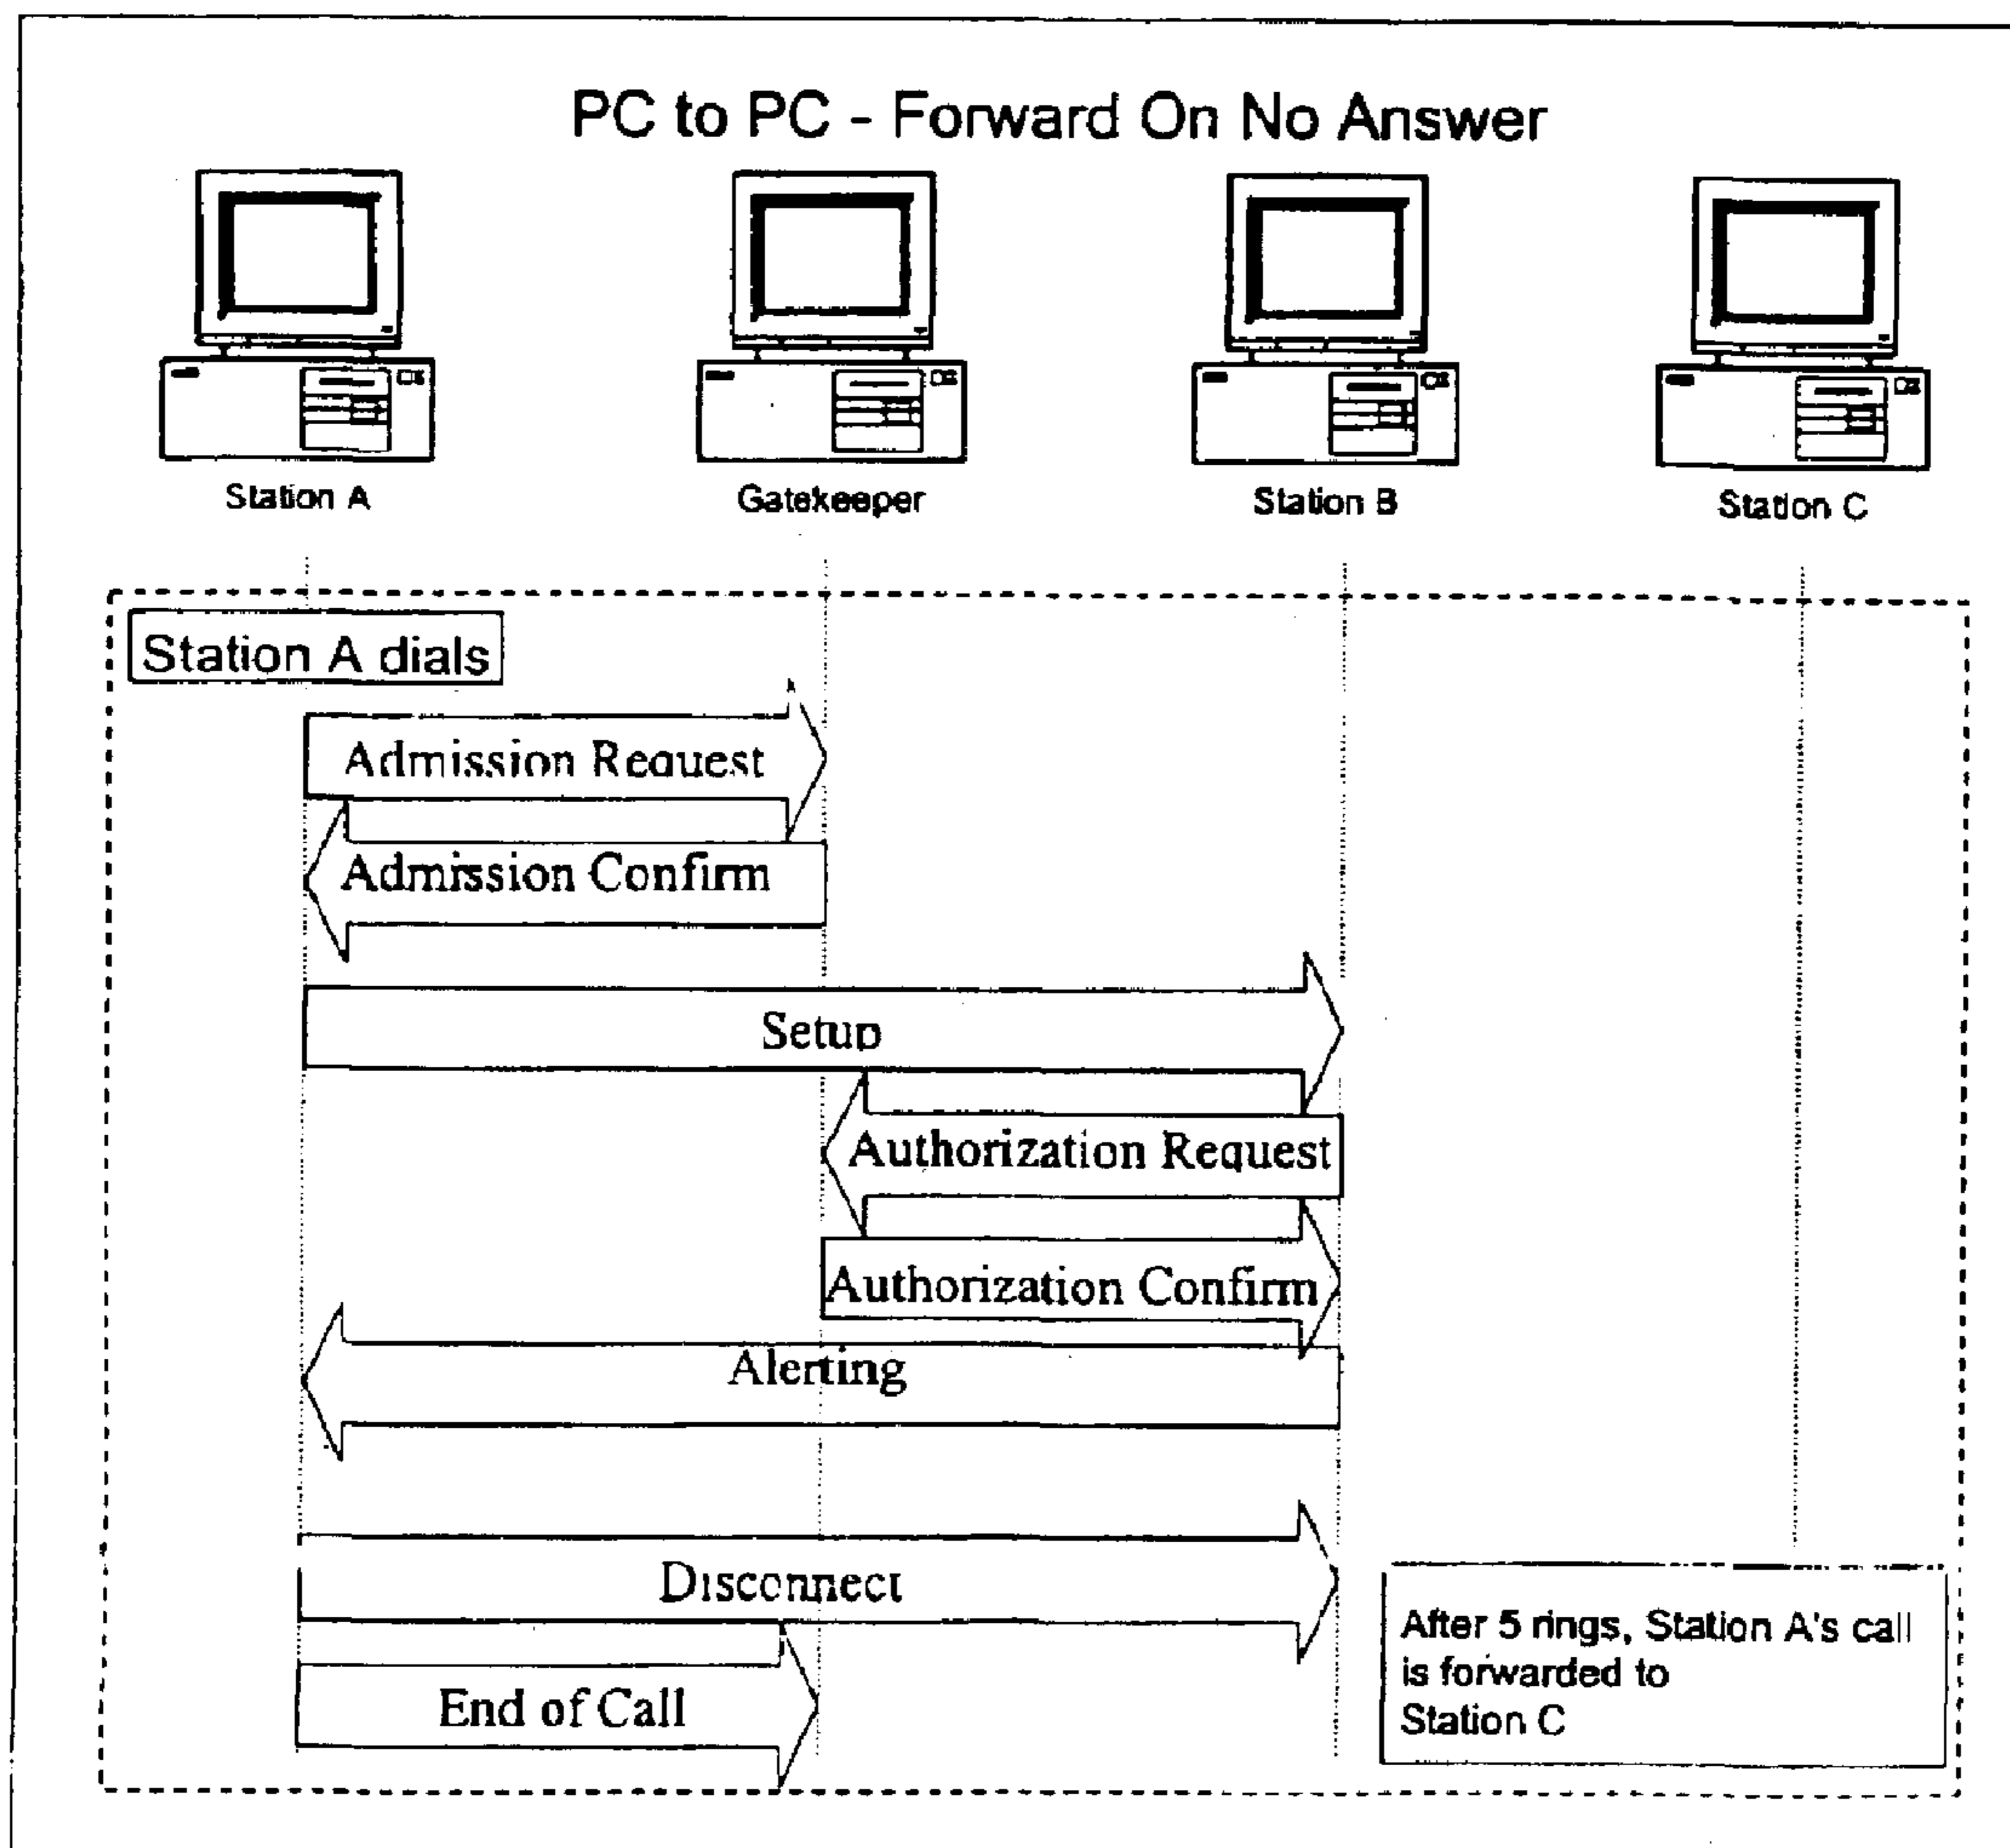 PC to PC - Forward On No Answer
Station A
Gatekeeper
Station B
Station C
Station A dials
Admission Request
Admission Confirm
Setup
Authorization Request
Authorization Confirm
Alerting
Disconnect
End of Call
After 5 rings, Station A's call
is forwarded to
Station C